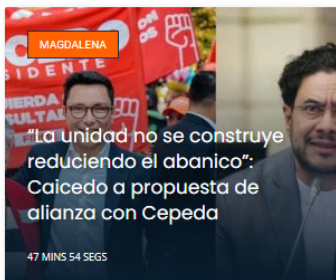 MAGDALENA
SIDENTE
"La unidad no se construye
reduciendo el abanico":
Caicedo a propuesta de
alianza con Cepeda
47 MINS 54 SEGS